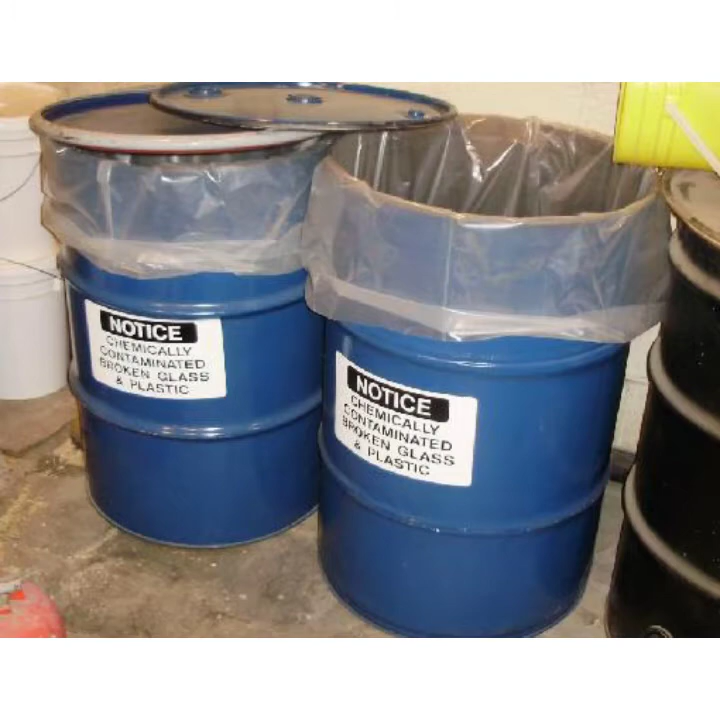 NOTICE
CHEMICALLY
CONTAMINATED
BROKEN GLASS
& PLASTIC
NOTICE
CHEMICALLY
CONTAMINATED
BROKEN GLASS
& PLASTIC